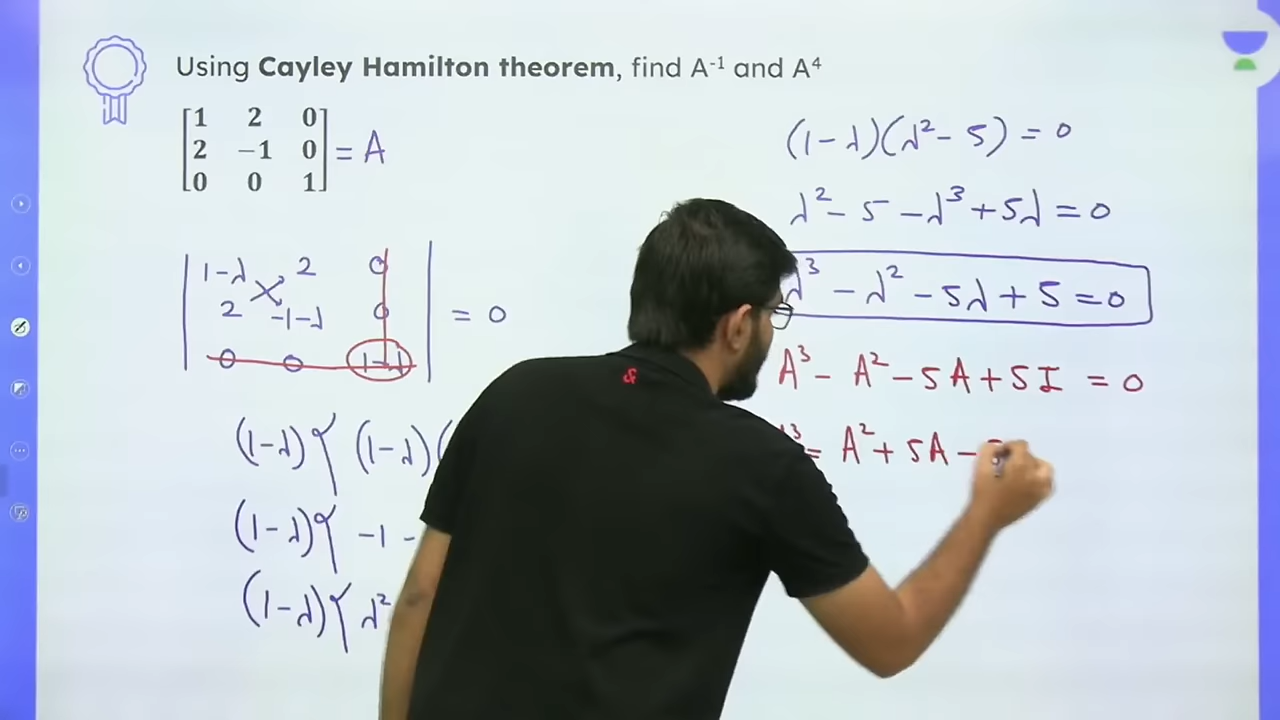 Using Cayley Hamilton theorem, find A⁻¹ and A⁴
1 2 0
2 −1 0
0 0 1
= A
1-λ 2 0
2 -1-λ 0 = 0
0 0 1-λ
(1-λ){ (1-λ)(
(1-λ){ -1 -
(1-λ){ λ²
(1-λ)(λ²- 5) = 0
λ²- 5 -λ³ +5λ = 0
λ³ - λ² - 5λ + 5 = 0
A³ - A² - 5A + 5I = 0
A³ = A² + 5A -